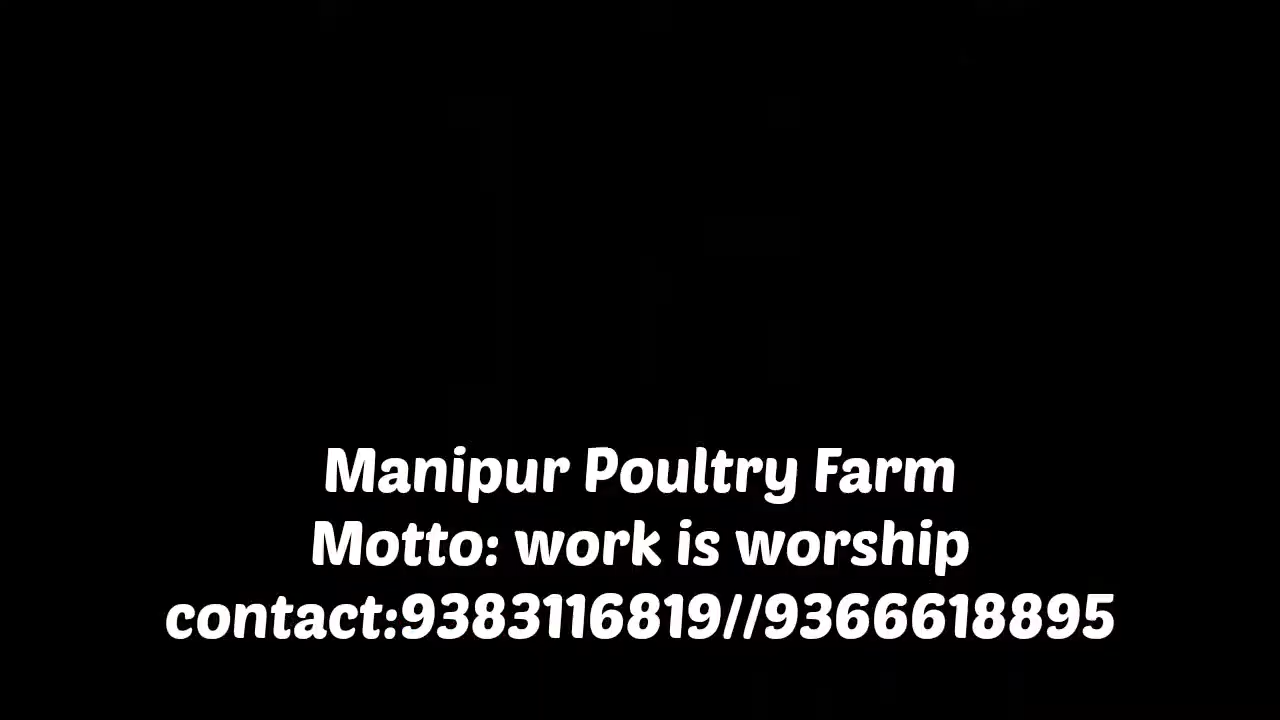 Manipur Poultry Farm
Motto: work is worship
contact:9383116819//9366618895